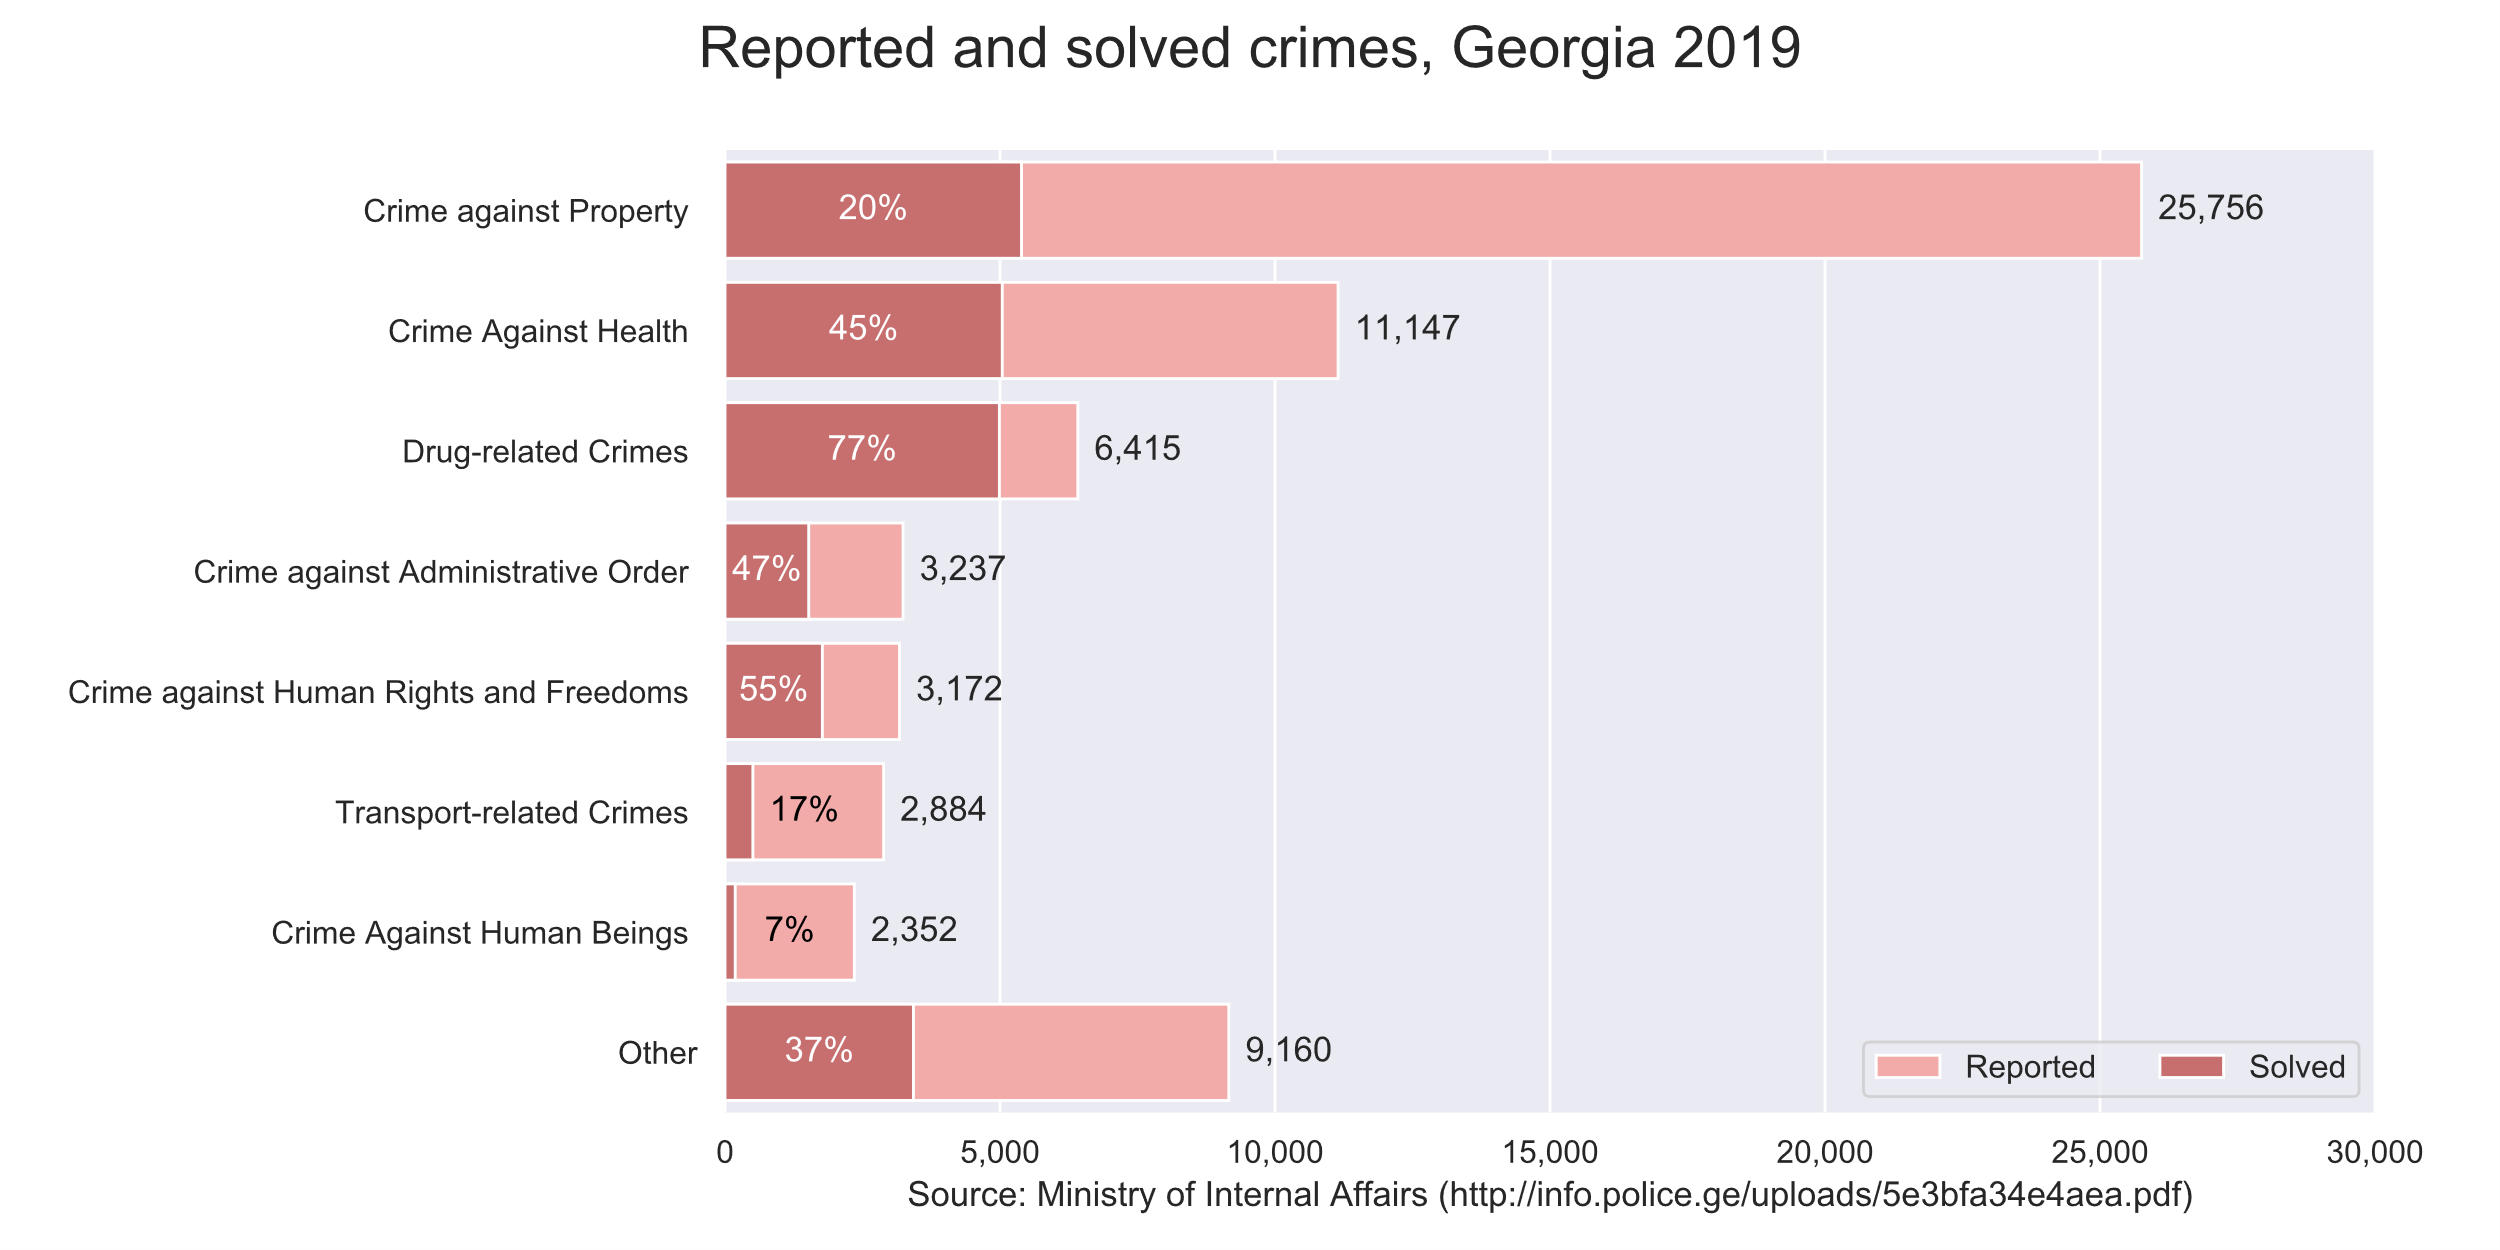 Reported and solved crimes, Georgia 2019
Crime against Property
20%
25,756
Crime Against Health
45%
11,147
Drug-related Crimes
77%
6,415
Crime against Administrative Order
47%
3,237
Crime against Human Rights and Freedoms
55%
3,172
Transport-related Crimes
17%
2,884
Crime Against Human Beings
7%
2,352
Other
37%
9,160
Reported
Solved
0
5,000
10,000
15,000
20,000
25,000
30,000
Source: Ministry of Internal Affairs (http://info.police.ge/uploads/5e3bfa34e4aea.pdf)